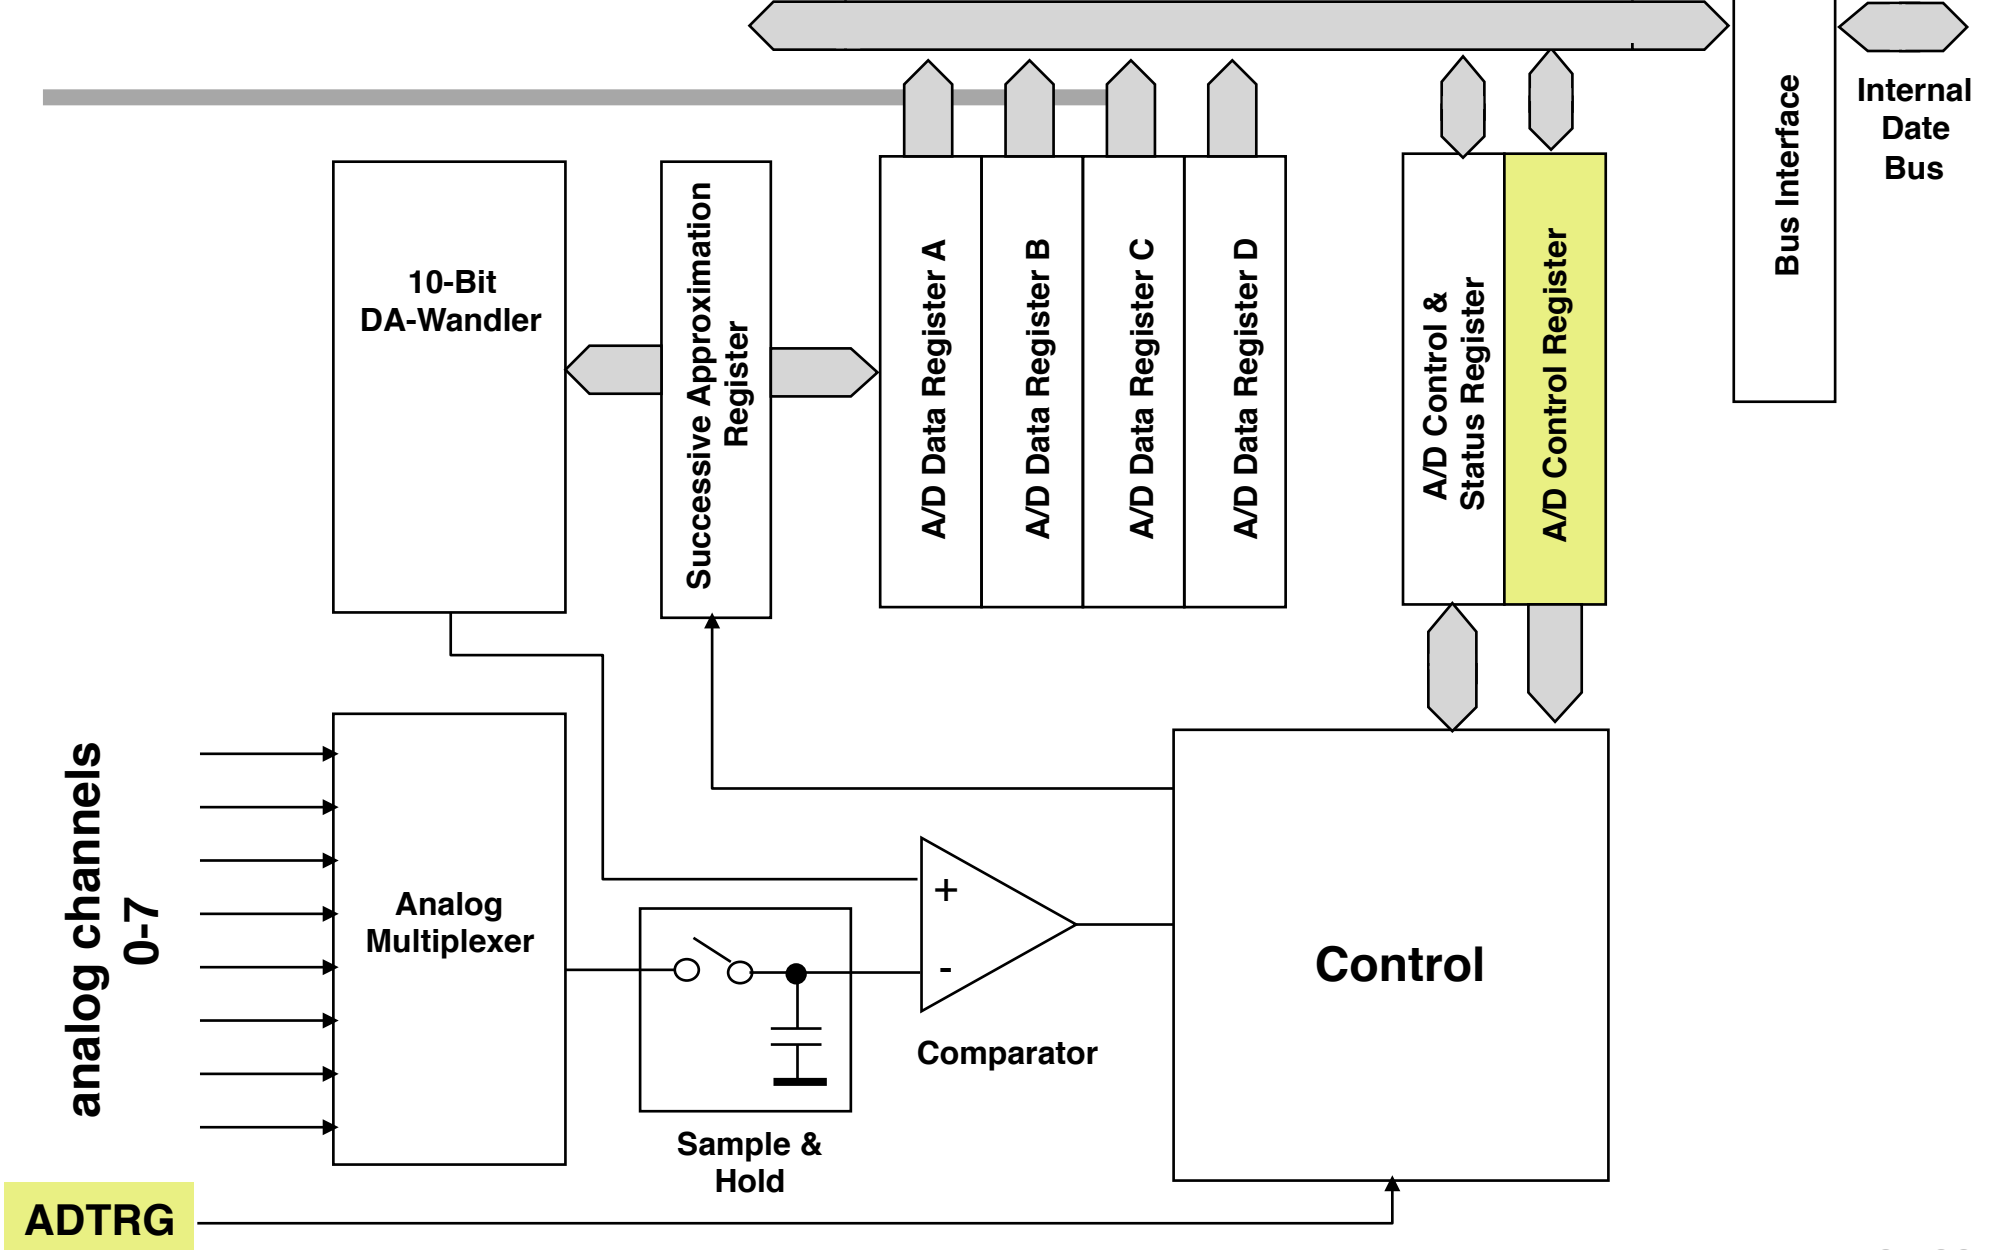 Internal
Date
Bus
Bus Interface
10-Bit
DA-Wandler
Successive Approximation
Register
A/D Data Register A
A/D Data Register B
A/D Data Register C
A/D Data Register D
A/D Control &
Status Register
A/D Control Register
analog channels
0-7
Analog
Multiplexer
+
-
Comparator
Control
Sample &
Hold
ADTRG